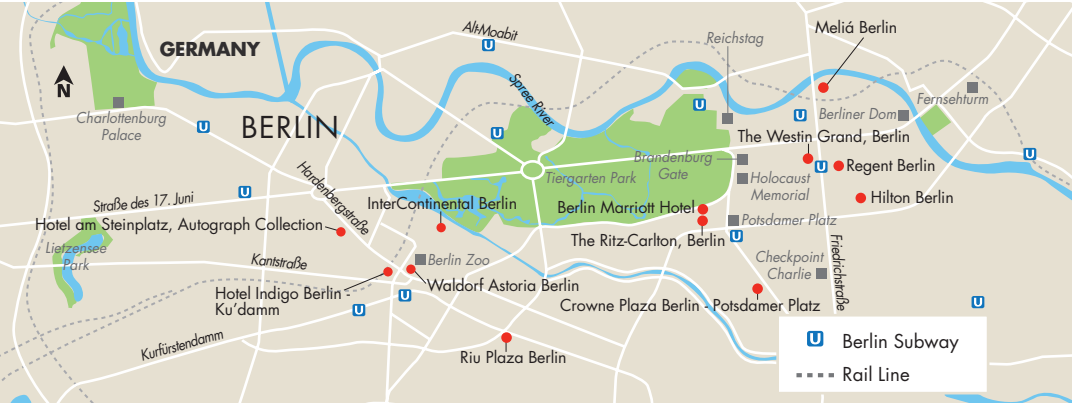 Meliá Berlin
Alt-Moabit
Reichstag
GERMANY
N
Spree River
Fernsehturm
Charlottenburg
Palace
BERLIN
Berliner Dom
The Westin Grand, Berlin
Brandenburg
Gate
Regent Berlin
Tiergarten Park
Holocaust
Memorial
Hardenbergstraße
Straße des 17. Juni
InterContinental Berlin
Berlin Marriott Hotel
Hilton Berlin
Hotel am Steinplatz, Autograph Collection
Potsdamer Platz
The Ritz-Carlton, Berlin
Lietzensee
Park
Kantstraße
Berlin Zoo
Checkpoint
Charlie
Friedrichstraße
Waldorf Astoria Berlin
Hotel Indigo Berlin -
Ku’damm
Crowne Plaza Berlin - Potsdamer Platz
Kurfürstendamm
Riu Plaza Berlin
U
U
U
U
U
U
U
U
U
U
U
U
U Berlin Subway
Rail Line